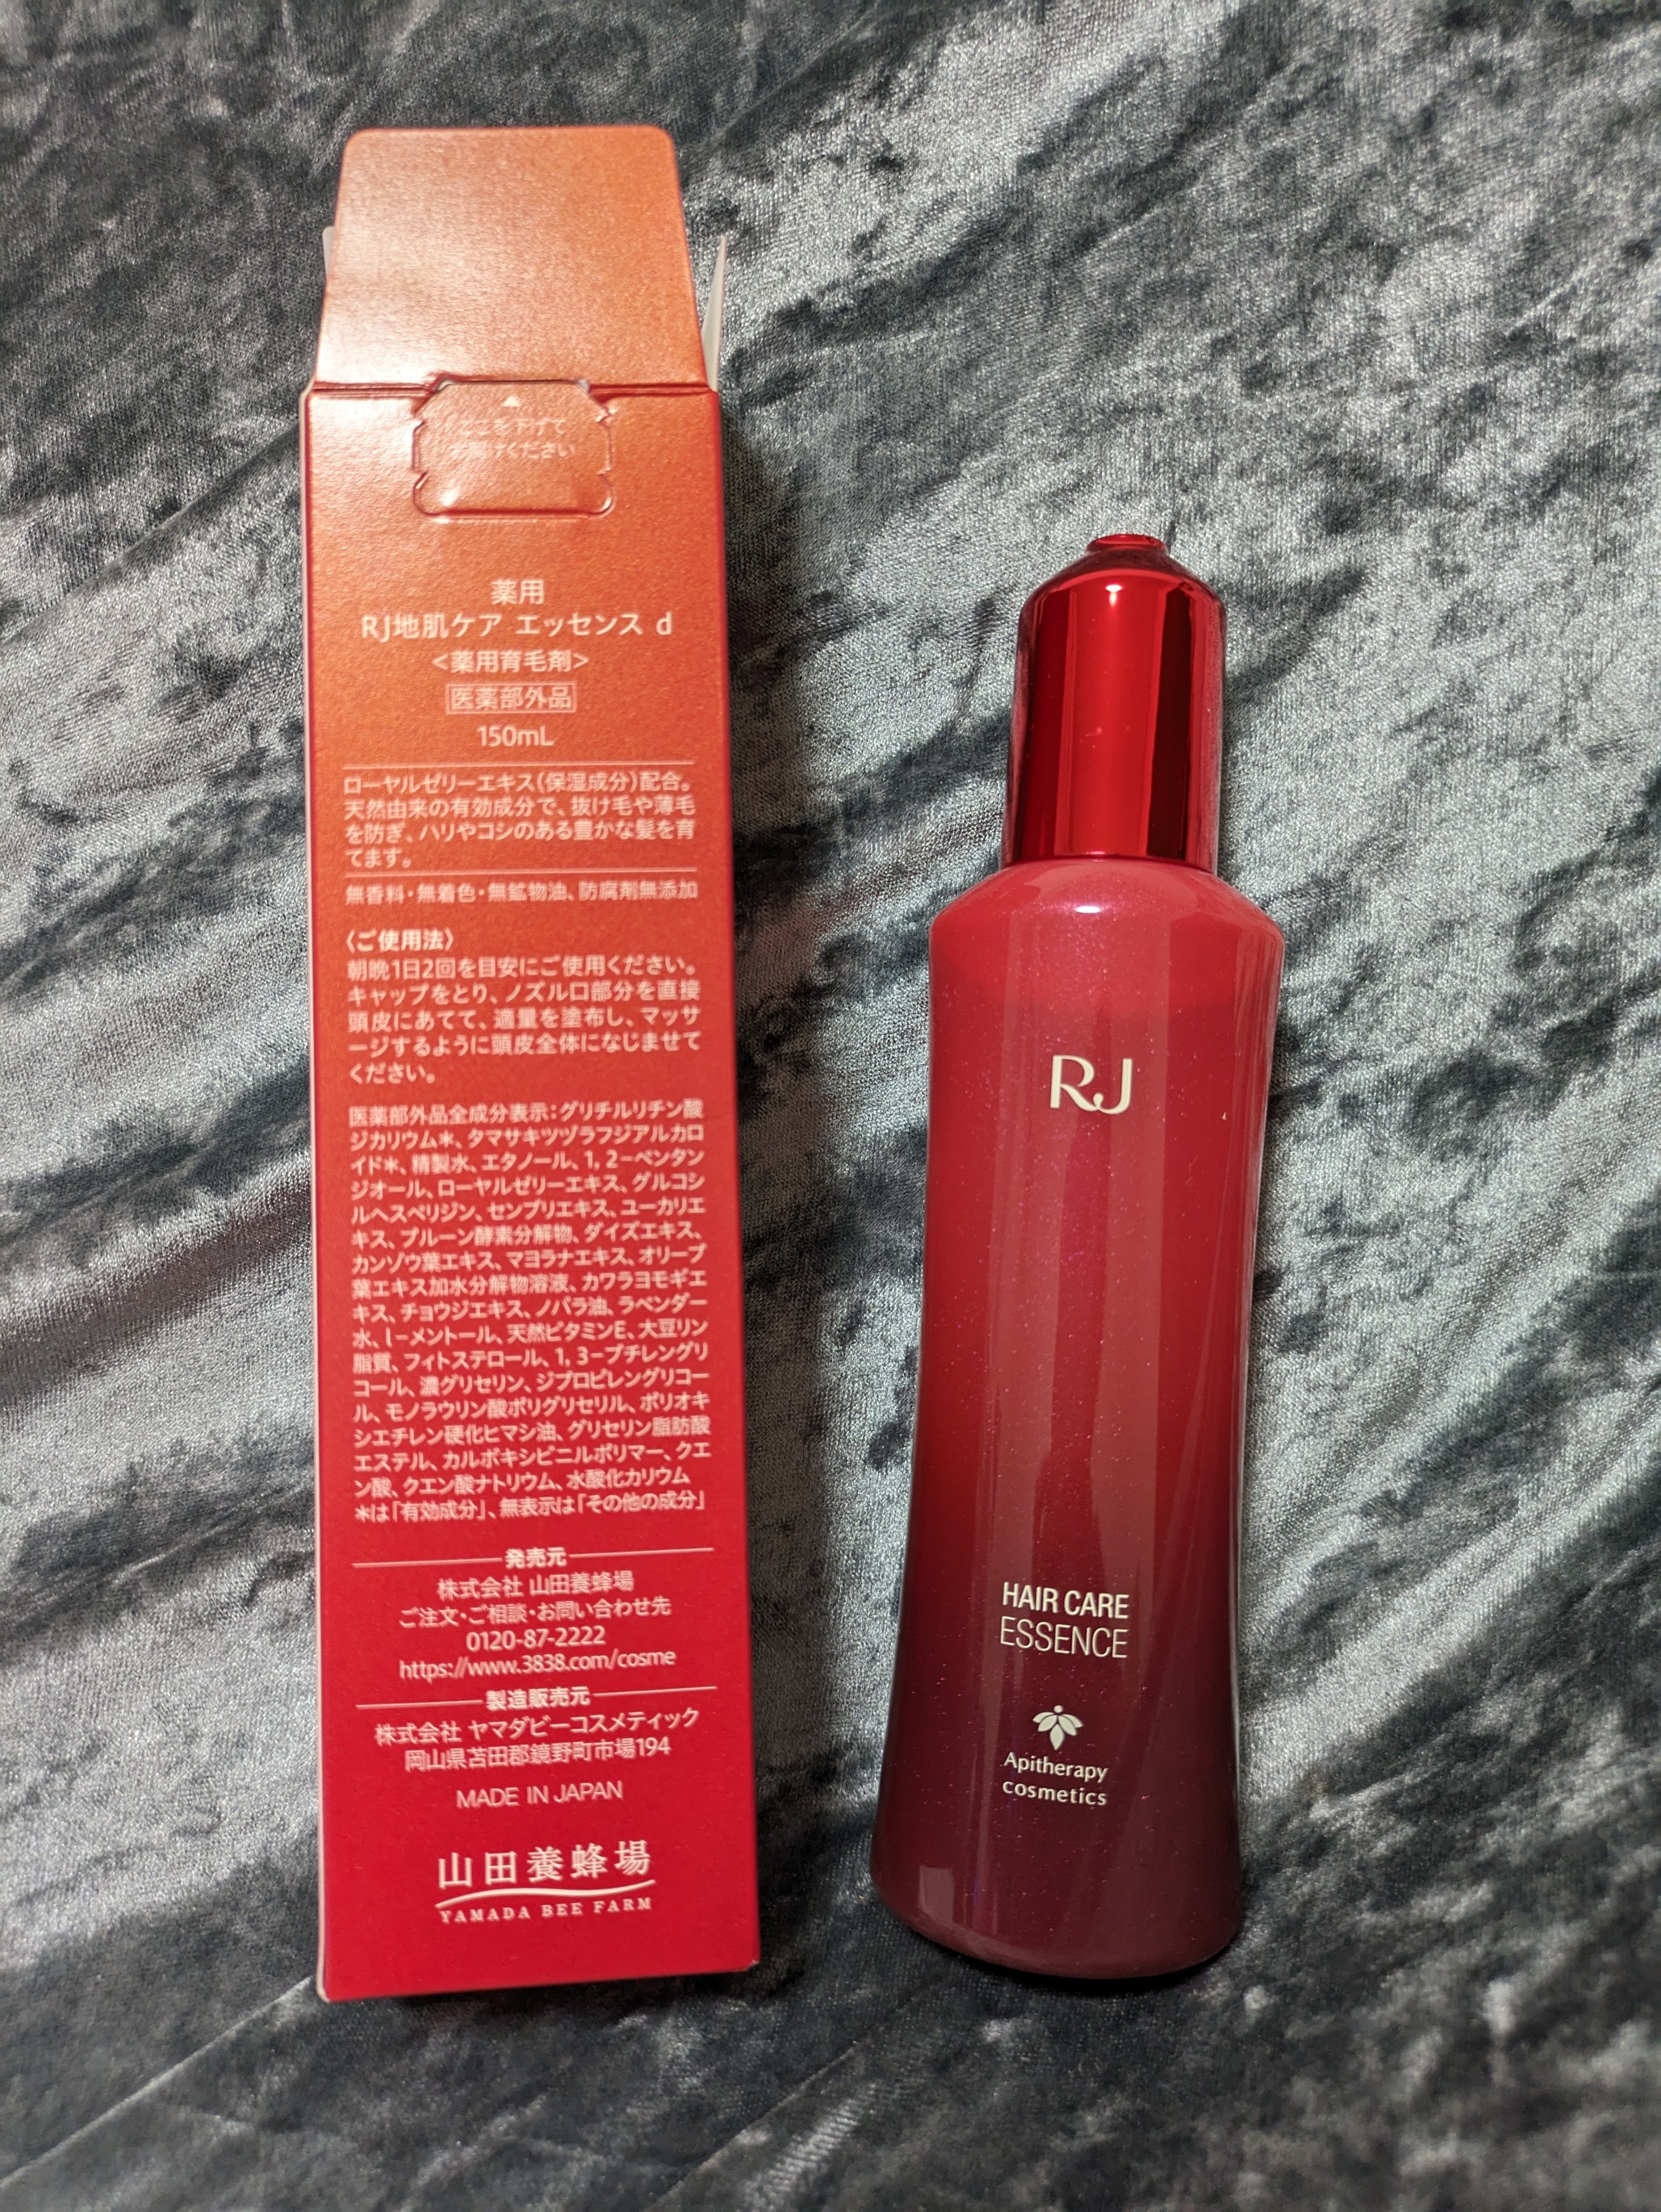 ここを下げて
お開けください
薬用
RJ地肌ケア エッセンス d
<薬用育毛剤>
医薬部外品
150mL
ローヤルゼリーエキス(保湿成分)配合。
天然由来の有効成分で、抜け毛や薄毛
を防ぎ、ハリやコシのある豊かな髪を育
てます。
無香料・無着色・無鉱物油、防腐剤無添加
〈ご使用法〉
朝晩1日2回を目安にご使用ください。
キャップをとり、ノズル口部分を直接
頭皮にあてて、適量を塗布し、マッサ
ージするように頭皮全体になじませて
ください。
医薬部外品全成分表示:グリチルリチン酸
ジカリウム*、タマサキツヅラフジアルカロ
イド*、精製水、エタノール、1, 2−ペンタン
ジオール、ローヤルゼリーエキス、グルコシ
ルヘスペリジン、センブリエキス、ユーカリエ
キス、プルーン酵素分解物、ダイズエキス、
カンゾウ葉エキス、マヨラナエキス、オリーブ
葉エキス加水分解物溶液、カワラヨモギエ
キス、チョウジエキス、ノバラ油、ラベンダー
水、l−メントール、天然ビタミンE、大豆リン
脂質、フィトステロール、1, 3−ブチレングリ
コール、濃グリセリン、ジプロピレングリコー
ル、モノラウリン酸ポリグリセリル、ポリオキ
シエチレン硬化ヒマシ油、グリセリン脂肪酸
エステル、カルボキシビニルポリマー、クエ
ン酸、クエン酸ナトリウム、水酸化カリウム
*は「有効成分」、無表示は「その他の成分」
発売元
株式会社 山田養蜂場
ご注文・ご相談・お問い合わせ先
0120-87-2222
https://www.3838.com/cosme
製造販売元
株式会社 ヤマダビーコスメティック
岡山県苫田郡鏡野町市場194
MADE IN JAPAN
山田養蜂場
YAMADA BEE FARM
RJ
HAIR CARE
ESSENCE
Apitherapy
cosmetics